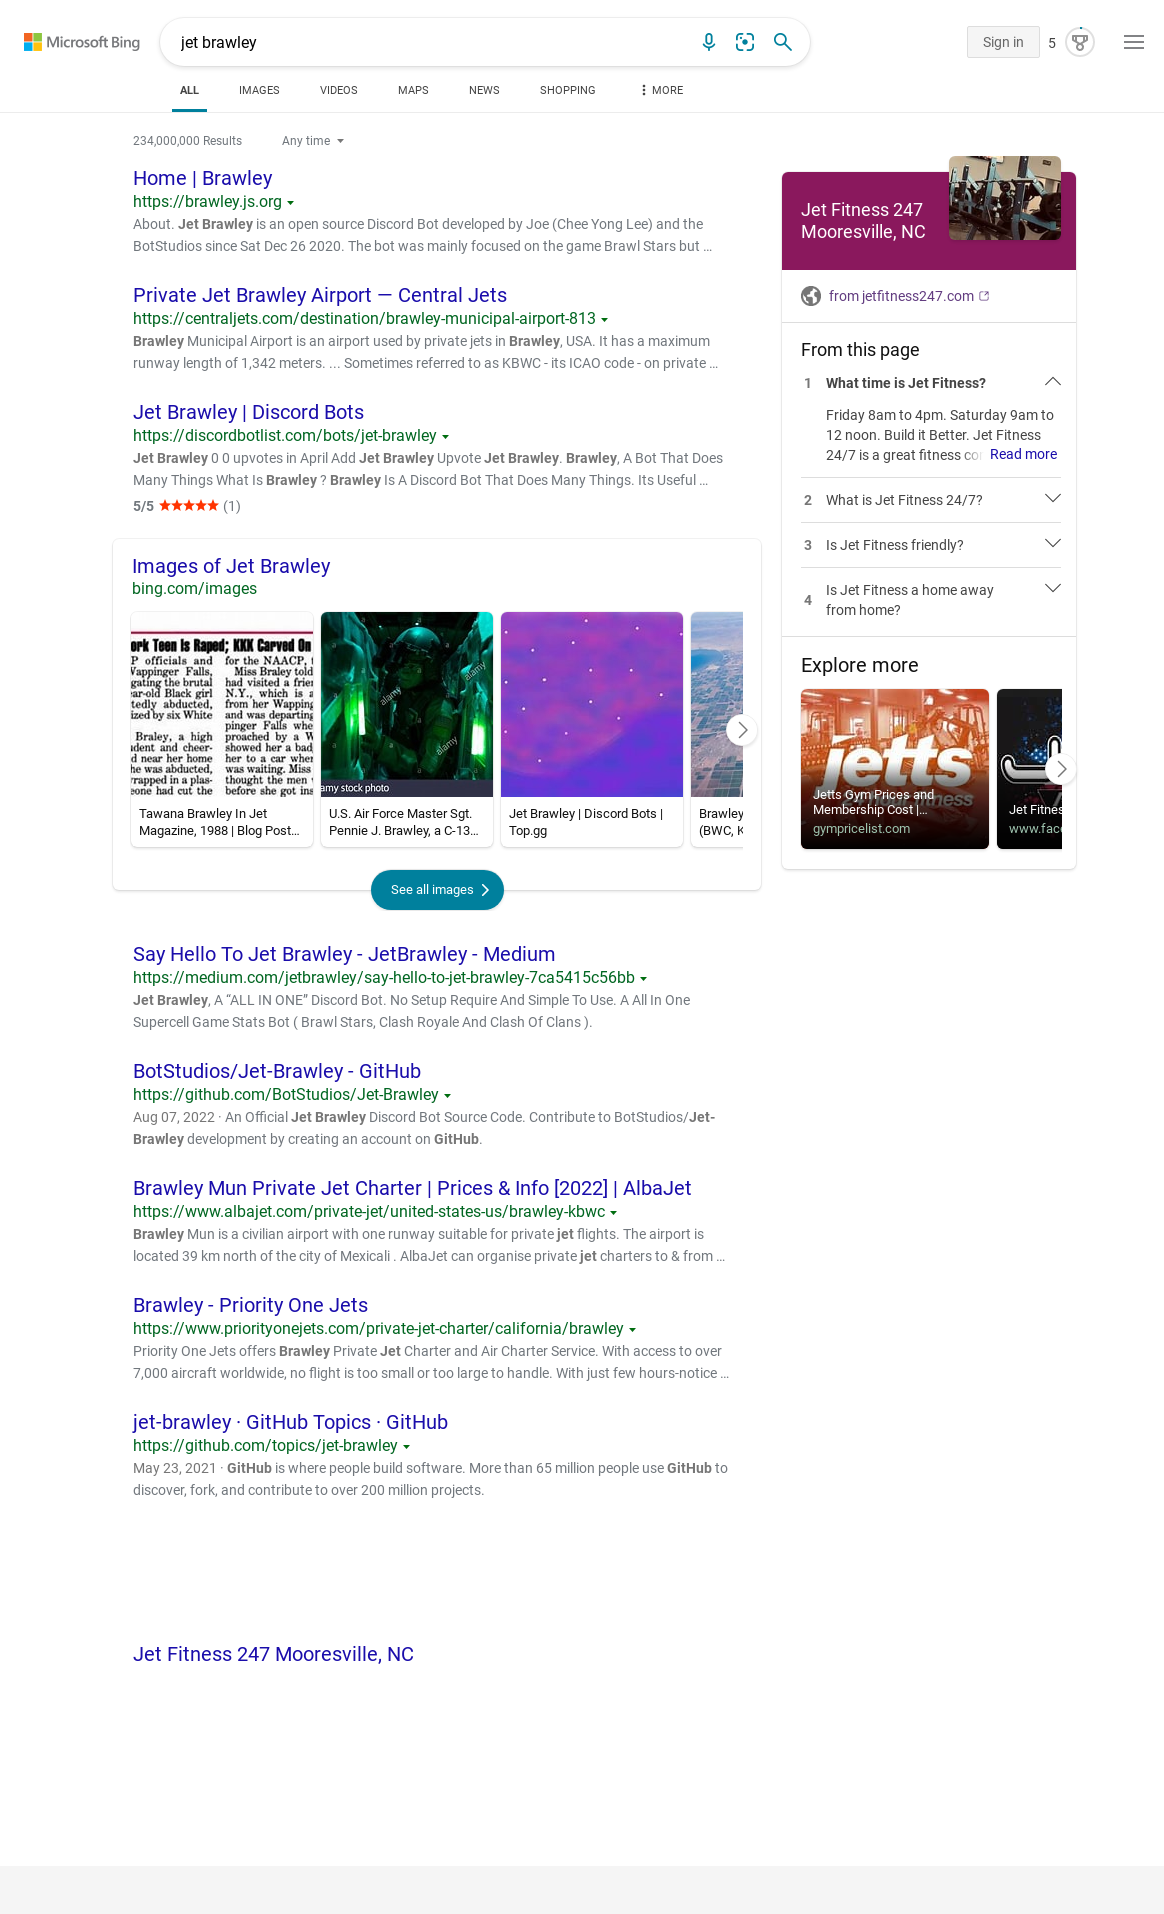 Microsoft Bing
jet brawley
Sign in
5
ALL
IMAGES
VIDEOS
MAPS
NEWS
SHOPPING
MORE
234,000,000 Results
Any time
Home | Brawley
https://brawley.js.org
About. Jet Brawley is an open source Discord Bot developed by Joe (Chee Yong Lee) and the
BotStudios since Sat Dec 26 2020. The bot was mainly focused on the game Brawl Stars but ...
Private Jet Brawley Airport — Central Jets
https://centraljets.com/destination/brawley-municipal-airport-813
Brawley Municipal Airport is an airport used by private jets in Brawley, USA. It has a maximum
runway length of 1,342 meters. ... Sometimes referred to as KBWC - its ICAO code - on private ...
Jet Brawley | Discord Bots
https://discordbotlist.com/bots/jet-brawley
Jet Brawley 0 0 upvotes in April Add Jet Brawley Upvote Jet Brawley. Brawley, A Bot That Does
Many Things What Is Brawley ? Brawley Is A Discord Bot That Does Many Things. Its Useful ...
5/5 ★★★★★ (1)
Images of Jet Brawley
bing.com/images
ork Teen Is Raped; KKK Carved On
P officials and
Wappinger Falls,
gating the brutal
ear-old Black girl
tedly abducted,
ized by six White
Braley, a high
dent and cheer-
d near her home
he was abducted,
rapped in a plas-
eone had cut the
for the NAACP,
Miss Braley told
had visited a frie
N.Y., which is a
from her Wapping
and was departing
pinger Falls whe
proached by a W
showed her a bad
her to a car wher
was waiting. Miss
thought the men
before she got ins
alamy
alamy
amy stock photo
Tawana Brawley In Jet
Magazine, 1988 | Blog Post...
U.S. Air Force Master Sgt.
Pennie J. Brawley, a C-13...
Jet Brawley | Discord Bots |
Top.gg
Brawley
(BWC, K
See all images
Say Hello To Jet Brawley - JetBrawley - Medium
https://medium.com/jetbrawley/say-hello-to-jet-brawley-7ca5415c56bb
Jet Brawley, A “ALL IN ONE” Discord Bot. No Setup Require And Simple To Use. A All In One
Supercell Game Stats Bot ( Brawl Stars, Clash Royale And Clash Of Clans ).
BotStudios/Jet-Brawley - GitHub
https://github.com/BotStudios/Jet-Brawley
Aug 07, 2022 · An Official Jet Brawley Discord Bot Source Code. Contribute to BotStudios/Jet-
Brawley development by creating an account on GitHub.
Brawley Mun Private Jet Charter | Prices & Info [2022] | AlbaJet
https://www.albajet.com/private-jet/united-states-us/brawley-kbwc
Brawley Mun is a civilian airport with one runway suitable for private jet flights. The airport is
located 39 km north of the city of Mexicali . AlbaJet can organise private jet charters to & from ...
Brawley - Priority One Jets
https://www.priorityonejets.com/private-jet-charter/california/brawley
Priority One Jets offers Brawley Private Jet Charter and Air Charter Service. With access to over
7,000 aircraft worldwide, no flight is too small or too large to handle. With just few hours-notice ...
jet-brawley · GitHub Topics · GitHub
https://github.com/topics/jet-brawley
May 23, 2021 · GitHub is where people build software. More than 65 million people use GitHub to
discover, fork, and contribute to over 200 million projects.
Jet Fitness 247 Mooresville, NC
Jet Fitness 247
Mooresville, NC
from jetfitness247.com
From this page
1 What time is Jet Fitness?
Friday 8am to 4pm. Saturday 9am to
12 noon. Build it Better. Jet Fitness
24/7 is a great fitness co Read more
2 What is Jet Fitness 24/7?
3 Is Jet Fitness friendly?
4 Is Jet Fitness a home away
from home?
Explore more
jetts
24 hour fitness
Jetts Gym Prices and
Membership Cost |...
gympricelist.com
Jet Fitnes
www.face